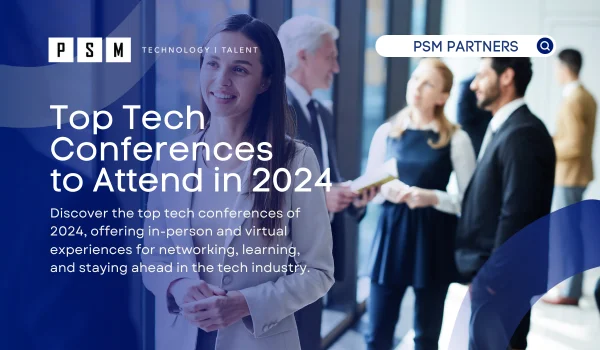 PSM TECHNOLOGY | TALENT
PSM PARTNERS
Top Tech
Conferences
to Attend in 2024
Discover the top tech conferences of
2024, offering in-person and virtual
experiences for networking, learning,
and staying ahead in the tech industry.